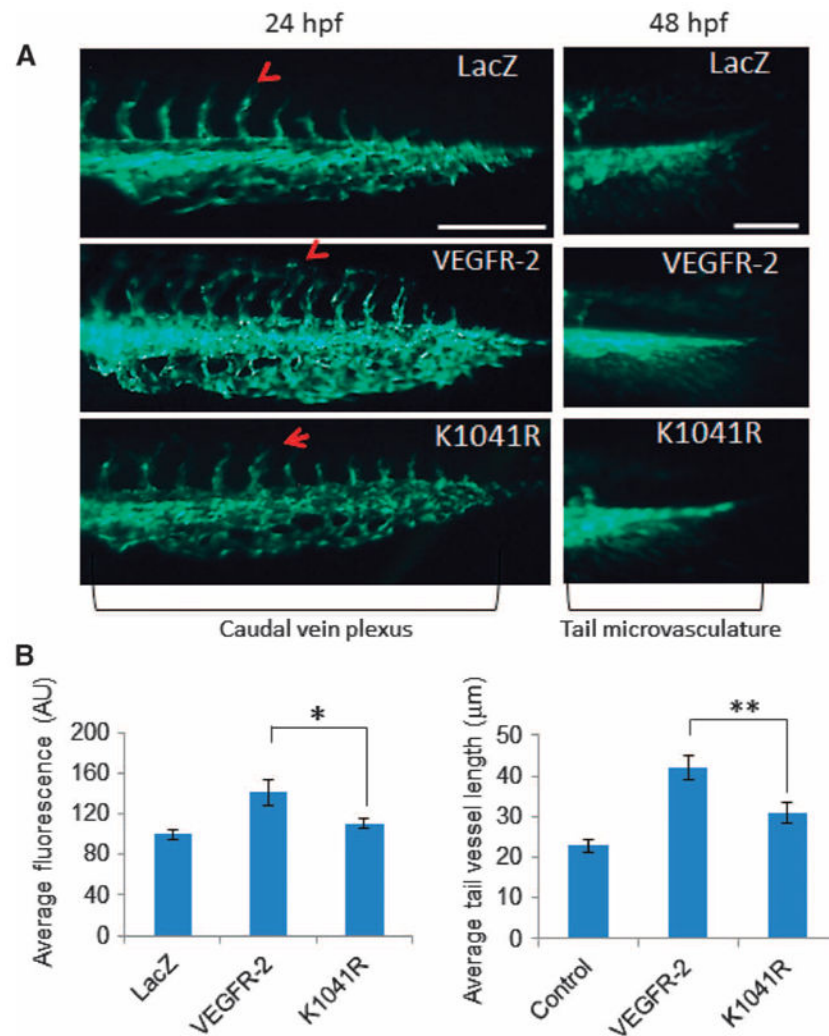 24 hpf
48 hpf
A
LacZ
LacZ
VEGFR-2
VEGFR-2
K1041R
K1041R
Caudal vein plexus
Tail microvasculature
B
Average fluorescence (AU)
200
160
120
80
40
0
*
LacZ
VEGFR-2
K1041R
Average tail vessel length (μm)
50
40
30
20
10
0
**
Control
VEGFR-2
K1041R